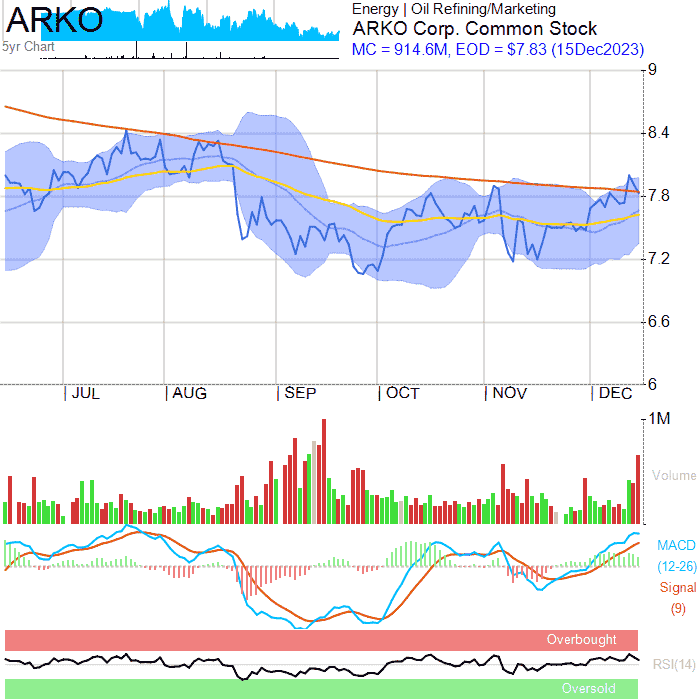 ARKO
5yr Chart
Energy | Oil Refining/Marketing
ARKO Corp. Common Stock
MC = 914.6M, EOD = $7.83 (15Dec2023)
9
8.4
7.8
7.2
6.6
6
| JUL | AUG | SEP | OCT | NOV | DEC
1M
Volume
MACD
(12-26)
Signal
(9)
Overbought
RSI(14)
Oversold